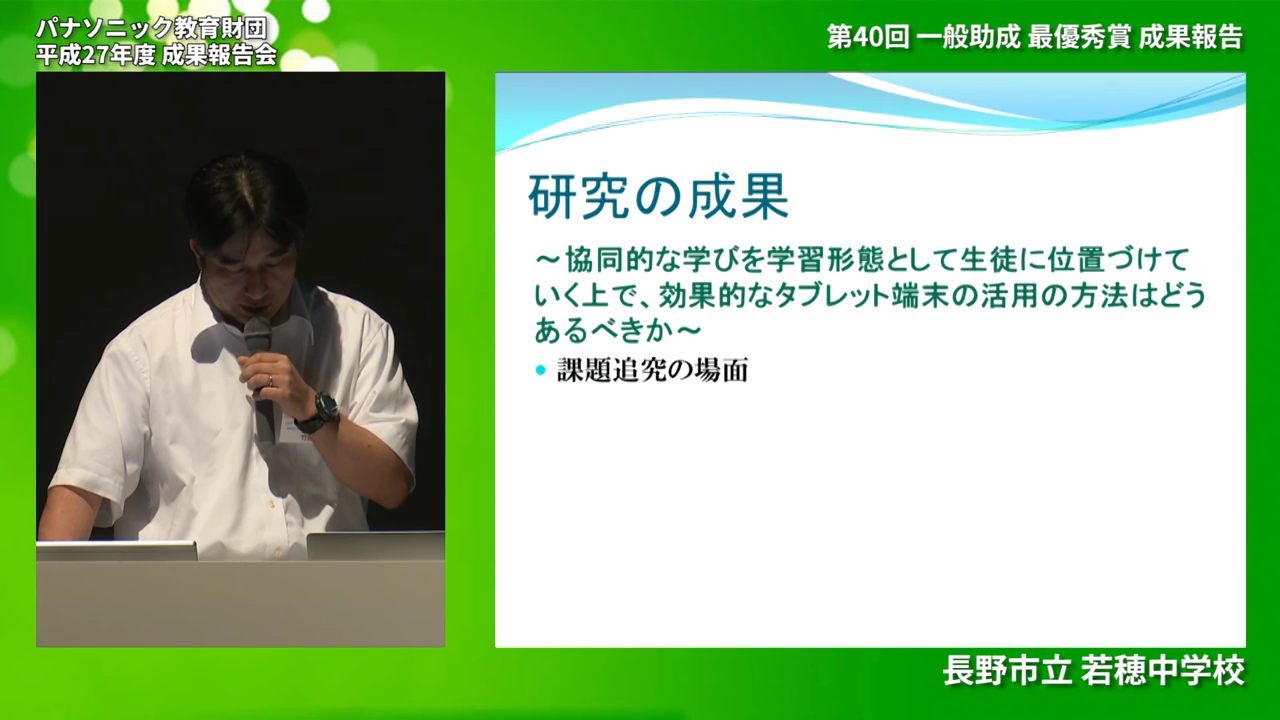 パナソニック教育財団
平成27年度 成果報告会
第40回 一般助成 最優秀賞 成果報告
研究の成果
～協同的な学びを学習形態として生徒に位置づけて
いく上で、効果的なタブレット端末の活用の方法はどう
あるべきか～
• 課題追究の場面
長野市立 若穂中学校